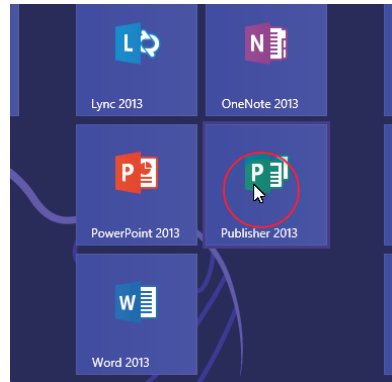 L
N
Lync 2013
OneNote 2013
P
P
PowerPoint 2013
Publisher 2013
W
Word 2013